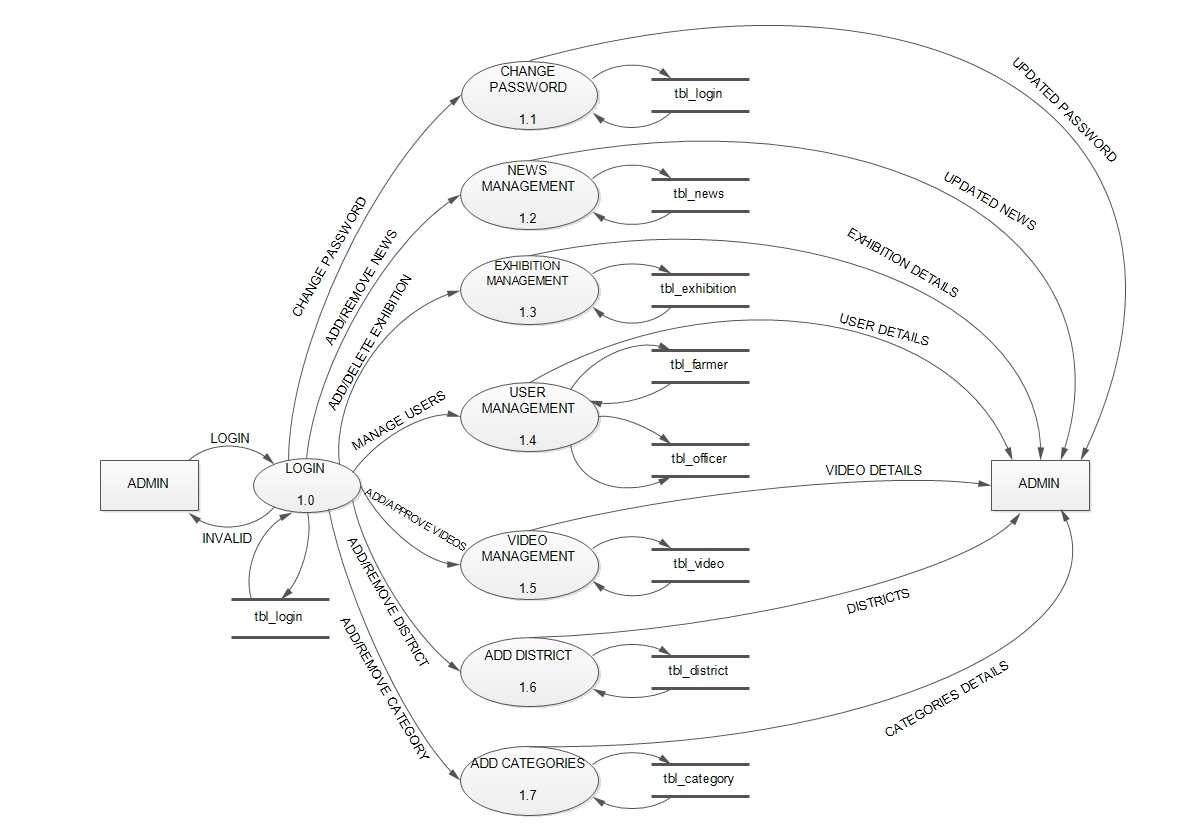 CHANGE
PASSWORD
1.1
tbl_login
UPDATED PASSWORD
NEWS
MANAGEMENT
1.2
tbl_news
UPDATED NEWS
EXHIBITION
MANAGEMENT
1.3
tbl_exhibition
EXHIBITION DETAILS
CHANGE PASSWORD
ADD/REMOVE NEWS
ADD/DELETE EXHIBITION
MANAGE USERS
USER
MANAGEMENT
1.4
tbl_farmer
tbl_officer
USER DETAILS
LOGIN
ADMIN
LOGIN
1.0
INVALID
tbl_login
ADD/APPROVE VIDEOS
VIDEO
MANAGEMENT
1.5
tbl_video
VIDEO DETAILS
ADMIN
ADD/REMOVE DISTRICT
ADD DISTRICT
1.6
tbl_district
DISTRICTS
ADD/REMOVE CATEGORY
ADD CATEGORIES
1.7
tbl_category
CATEGORIES DETAILS